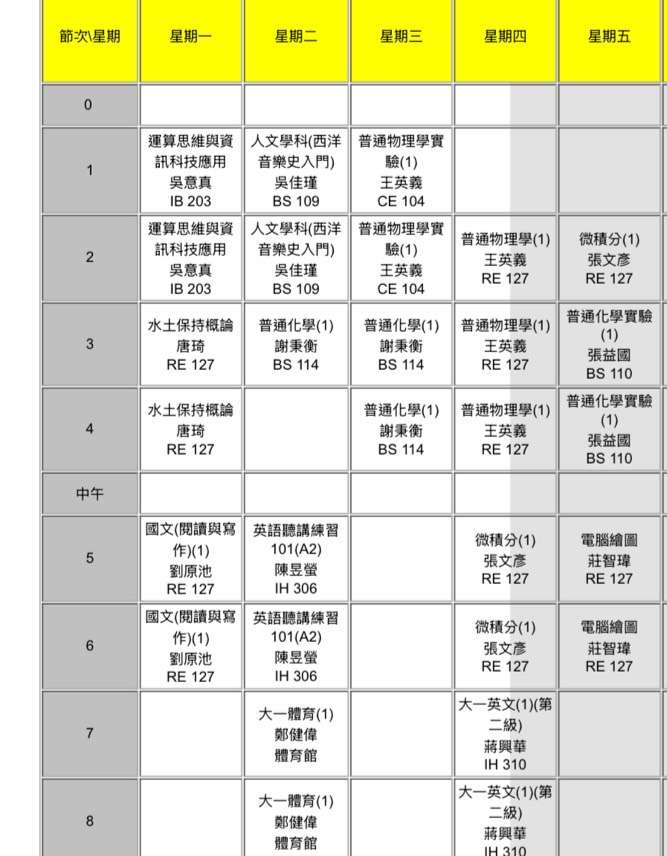 節次\星期 星期一 星期二 星期三 星期四 星期五
0
1
運算思維與資
訊科技應用
吳意真
IB 203
人文學科(西洋
音樂史入門)
吳佳瑾
BS 109
普通物理學實
驗(1)
王英義
CE 104
2
運算思維與資
訊科技應用
吳意真
IB 203
人文學科(西洋
音樂史入門)
吳佳瑾
BS 109
普通物理學實
驗(1)
王英義
CE 104
普通物理學(1)
王英義
RE 127
微積分(1)
張文彥
RE 127
3
水土保持概論
唐琦
RE 127
普通化學(1)
謝秉衡
BS 114
普通化學(1)
謝秉衡
BS 114
普通物理學(1)
王英義
RE 127
普通化學實驗
(1)
張益國
BS 110
4
水土保持概論
唐琦
RE 127
普通化學(1)
謝秉衡
BS 114
普通物理學(1)
王英義
RE 127
普通化學實驗
(1)
張益國
BS 110
中午
5
國文(閱讀與寫
作)(1)
劉原池
RE 127
英語聽講練習
101(A2)
陳昱螢
IH 306
微積分(1)
張文彥
RE 127
電腦繪圖
莊智瑋
RE 127
6
國文(閱讀與寫
作)(1)
劉原池
RE 127
英語聽講練習
101(A2)
陳昱螢
IH 306
微積分(1)
張文彥
RE 127
電腦繪圖
莊智瑋
RE 127
7
大一體育(1)
鄭健偉
體育館
大一英文(1)(第
二級)
蔣興華
IH 310
8
大一體育(1)
鄭健偉
體育館
大一英文(1)(第
二級)
蔣興華
IH 310